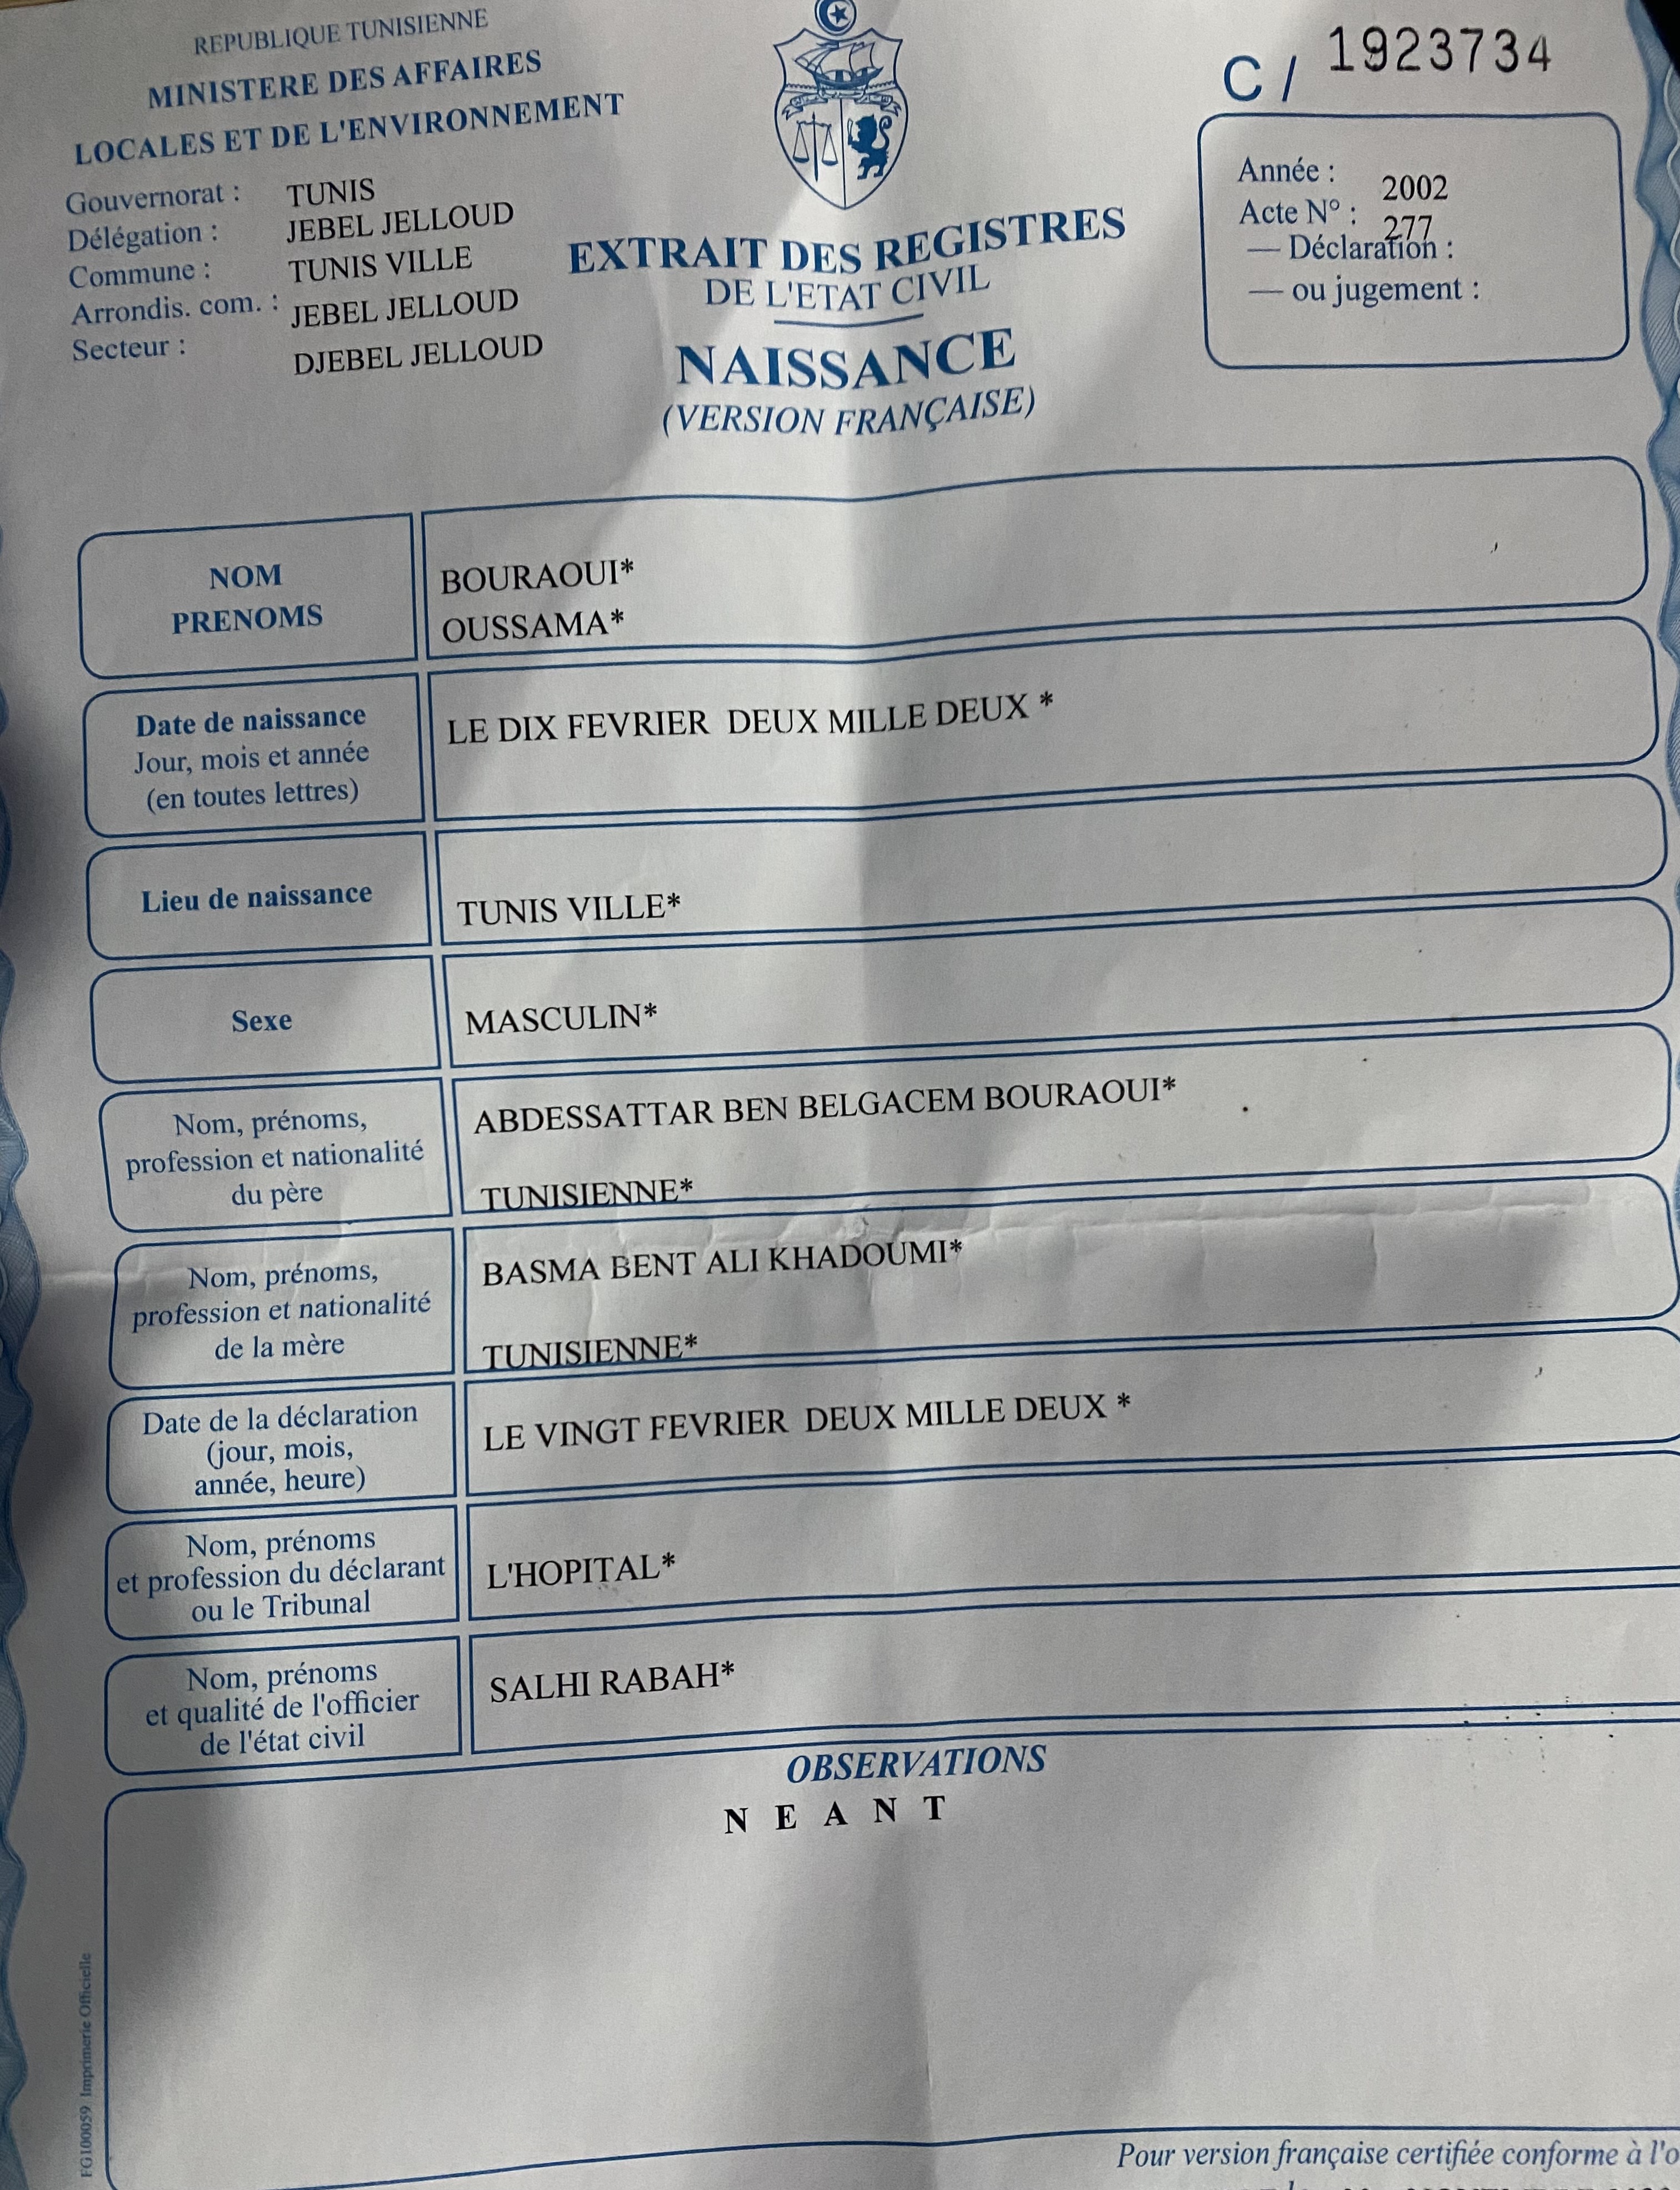 REPUBLIQUE TUNISIENNE
MINISTERE DES AFFAIRES
LOCALES ET DE L'ENVIRONNEMENT
Gouvernorat : TUNIS
Délégation : JEBEL JELLOUD
Commune : TUNIS VILLE
Arrondis. com. : JEBEL JELLOUD
Secteur : DJEBEL JELLOUD
EXTRAIT DES REGISTRES
DE L'ETAT CIVIL
NAISSANCE
(VERSION FRANÇAISE)
C / 1923734
Année : 2002
Acte N° : 277
— Déclaration :
— ou jugement :
NOM
PRENOMS
BOURAOUI*
OUSSAMA*
Date de naissance
Jour, mois et année
(en toutes lettres)
LE DIX FEVRIER DEUX MILLE DEUX *
Lieu de naissance
TUNIS VILLE*
Sexe
MASCULIN*
Nom, prénoms,
profession et nationalité
du père
ABDESSATTAR BEN BELGACEM BOURAOUI*
TUNISIENNE*
Nom, prénoms,
profession et nationalité
de la mère
BASMA BENT ALI KHADOUMI*
TUNISIENNE*
Date de la déclaration
(jour, mois,
année, heure)
LE VINGT FEVRIER DEUX MILLE DEUX *
Nom, prénoms
et profession du déclarant
ou le Tribunal
L'HOPITAL*
Nom, prénoms
et qualité de l'officier
de l'état civil
SALHI RABAH*
OBSERVATIONS
N E A N T
FG100059 Imprimerie Officielle
Pour version française certifiée conforme à